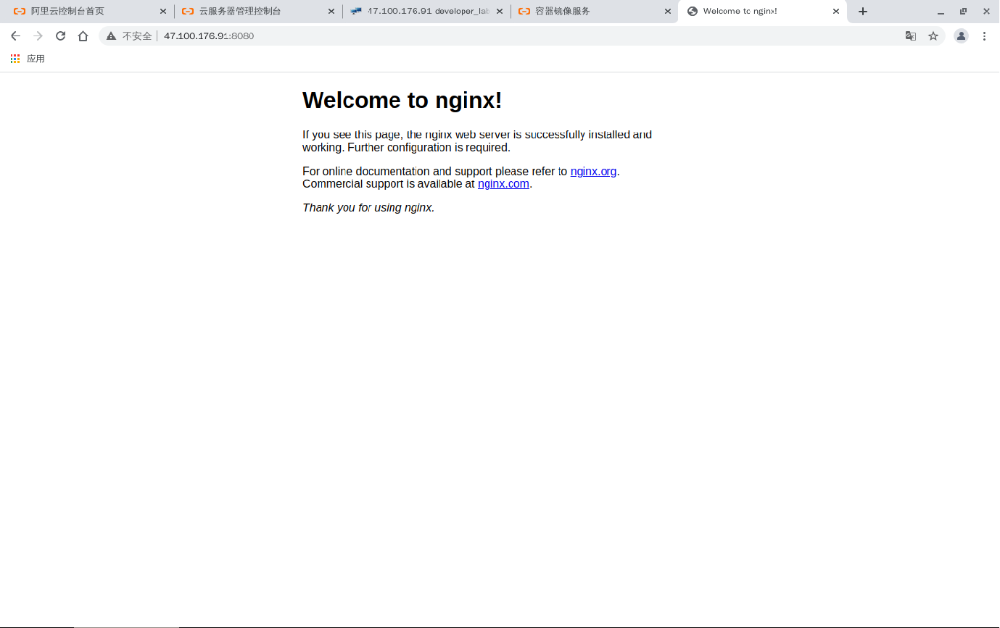 阿里云控制台首页
云服务器管理控制台
47.100.176.91 developer_lab
容器镜像服务
Welcome to nginx!
不安全
47.100.176.91:8080
应用
Welcome to nginx!
If you see this page, the nginx web server is successfully installed and
working. Further configuration is required.
For online documentation and support please refer to nginx.org.
Commercial support is available at nginx.com.
Thank you for using nginx.